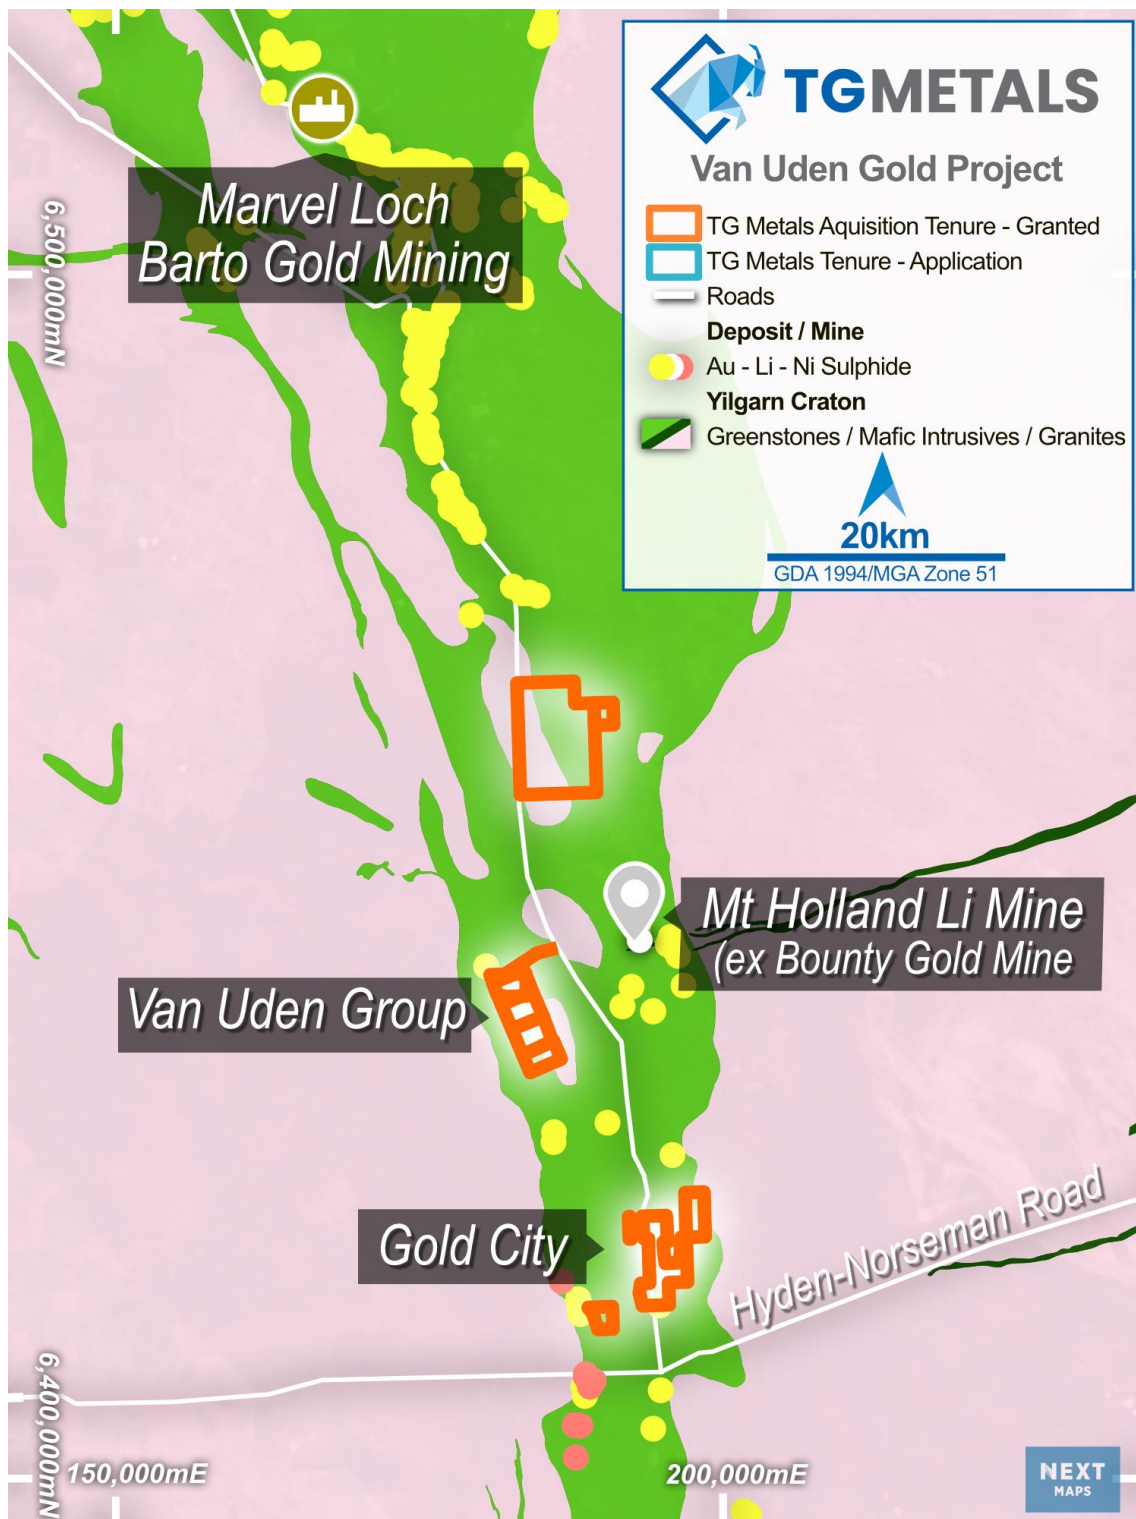 TGMETALS
Van Uden Gold Project
TG Metals Aquisition Tenure - Granted
TG Metals Tenure - Application
Roads
Deposit / Mine
Au - Li - Ni Sulphide
Yilgarn Craton
Greenstones / Mafic Intrusives / Granites
20km
GDA 1994/MGA Zone 51
Marvel Loch
Barto Gold Mining
6,500,000mN
Mt Holland Li Mine
(ex Bounty Gold Mine
Van Uden Group
Gold City
Hyden-Norseman Road
6,400,000mN
150,000mE
200,000mE
NEXT
MAPS